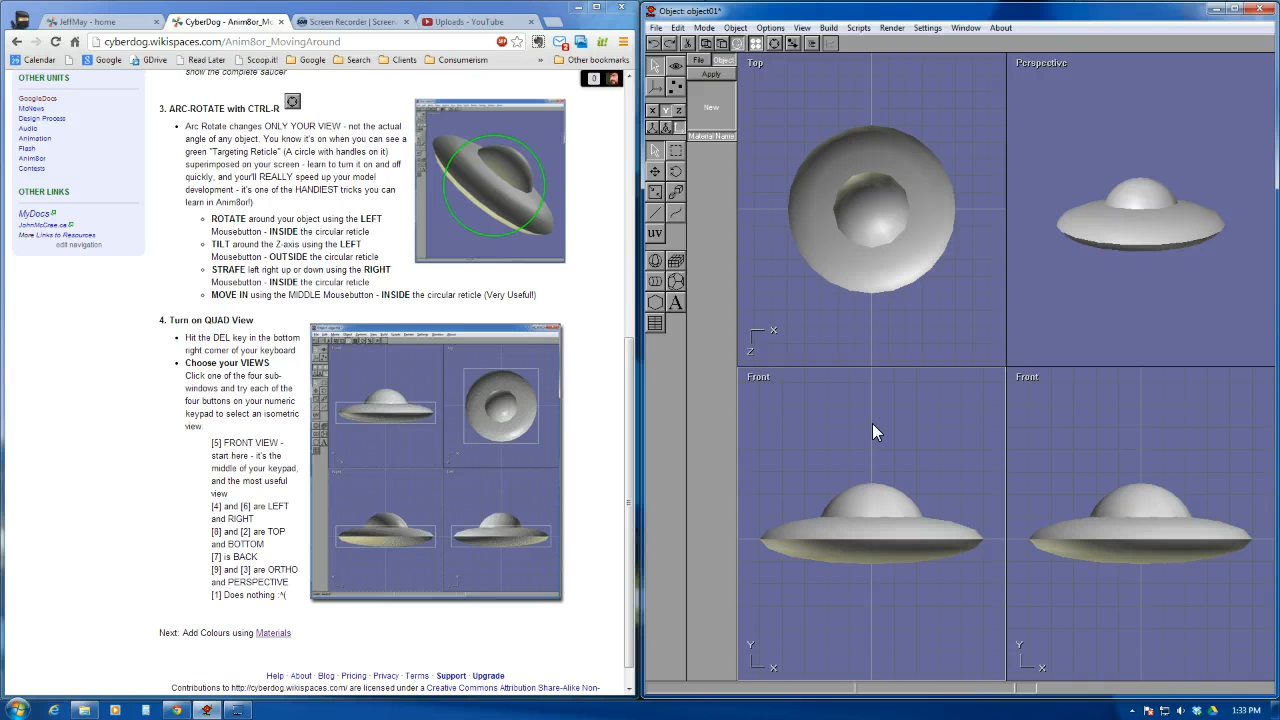 JeffMay - home
CyberDog - Anim8or_Mo
Screen Recorder | Screen
Uploads - YouTube
cyberdog.wikispaces.com/Anim8or_MovingAround
Calendar
Google
GDrive
Reader Later
Scoopit!
Google
Search
Clients
Consumerism
»
Other bookmarks
OTHER UNITS
GoogleDocs
MoNews
Design Process
Audio
Animation
Flash
Anim8or
Contests
OTHER LINKS
MyDocs
JohnMcCrae.ca
More Links to Resources
edit navigation
show the complete saucer
0
3. ARC-ROTATE with CTRL-R
Arc Rotate changes ONLY YOUR VIEW - not the actual
angle of any object. You know it's on when you can see a
green "Targeting Reticle" (A circle with handles on it)
superimposed on your screen - learn to turn it on and off
quickly, and you'll REALLY speed up your model
development - it's one of the HANDIEST tricks you can
learn in Anim8or!)
ROTATE around your object using the LEFT
Mousebutton - INSIDE the circular reticle
TILT around the Z-axis using the LEFT
Mousebutton - OUTSIDE the circular reticle
STRAFE left right up or down using the RIGHT
Mousebutton - INSIDE the circular reticle
MOVE IN using the MIDDLE Mousebutton - INSIDE the circular reticle (Very Useful!)
4. Turn on QUAD View
Hit the DEL key in the bottom
right corner of your keyboard
Choose your VIEWS
Click one of the four sub-
windows and try each of the
four buttons on your numeric
keypad to select an isometric
view:
[5] FRONT VIEW -
start here - it's the
middle of your keypad,
and the most useful
view
[4] and [6] are LEFT
and RIGHT
[8] and [2] are TOP
and BOTTOM
[7] is BACK
[9] and [3] are ORTHO
and PERSPECTIVE
[1] Does nothing :^(
Next: Add Colours using Materials
Help · About · Blog · Pricing · Privacy · Terms · Support · Upgrade
Contributions to http://cyberdog.wikispaces.com/ are licensed under a Creative Commons Attribution Share-Alike Non-
Object: object01*
File Edit Mode Object Options View Build Scripts Render Settings Window About
File Object
Apply
New
Material Name
X Y Z
uv
A
Top
Z X
Perspective
Front
Y X
Front
Y X
1:33 PM